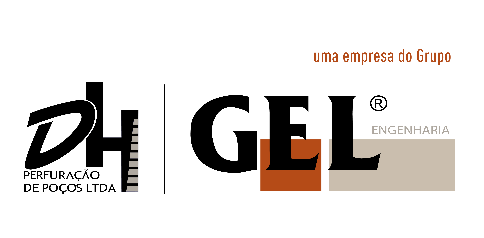 uma empresa do Grupo
DH
PERFURAÇÃO
DE POÇOS LTDA
GEL®
ENGENHARIA